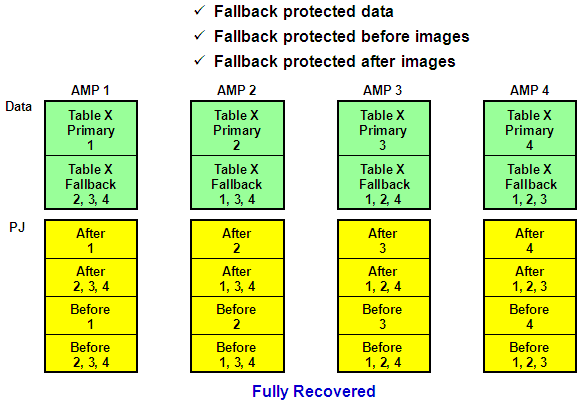 ✓ Fallback protected data
✓ Fallback protected before images
✓ Fallback protected after images
AMP 1 AMP 2 AMP 3 AMP 4
Data
Table X Table X Table X Table X
Primary Primary Primary Primary
1 2 3 4
Table X Table X Table X Table X
Fallback Fallback Fallback Fallback
2, 3, 4 1, 3, 4 1, 2, 4 1, 2, 3
PJ
After After After After
1 2 3 4
After After After After
2, 3, 4 1, 3, 4 1, 2, 4 1, 2, 3
Before Before Before Before
1 2 3 4
Before Before Before Before
2, 3, 4 1, 3, 4 1, 2, 4 1, 2, 3
Fully Recovered